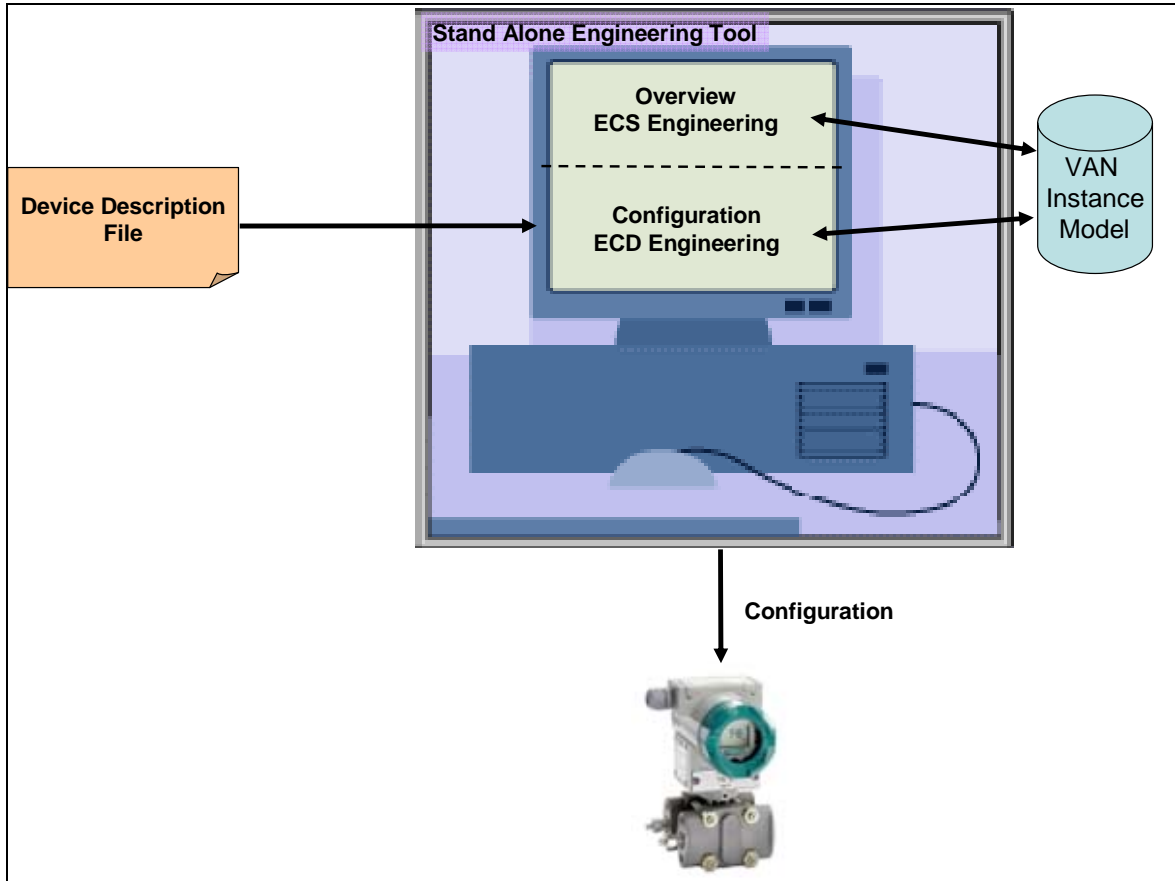 Stand Alone Engineering Tool
Overview
ECS Engineering
Configuration
ECD Engineering
Device Description
File
VAN
Instance
Model
Configuration